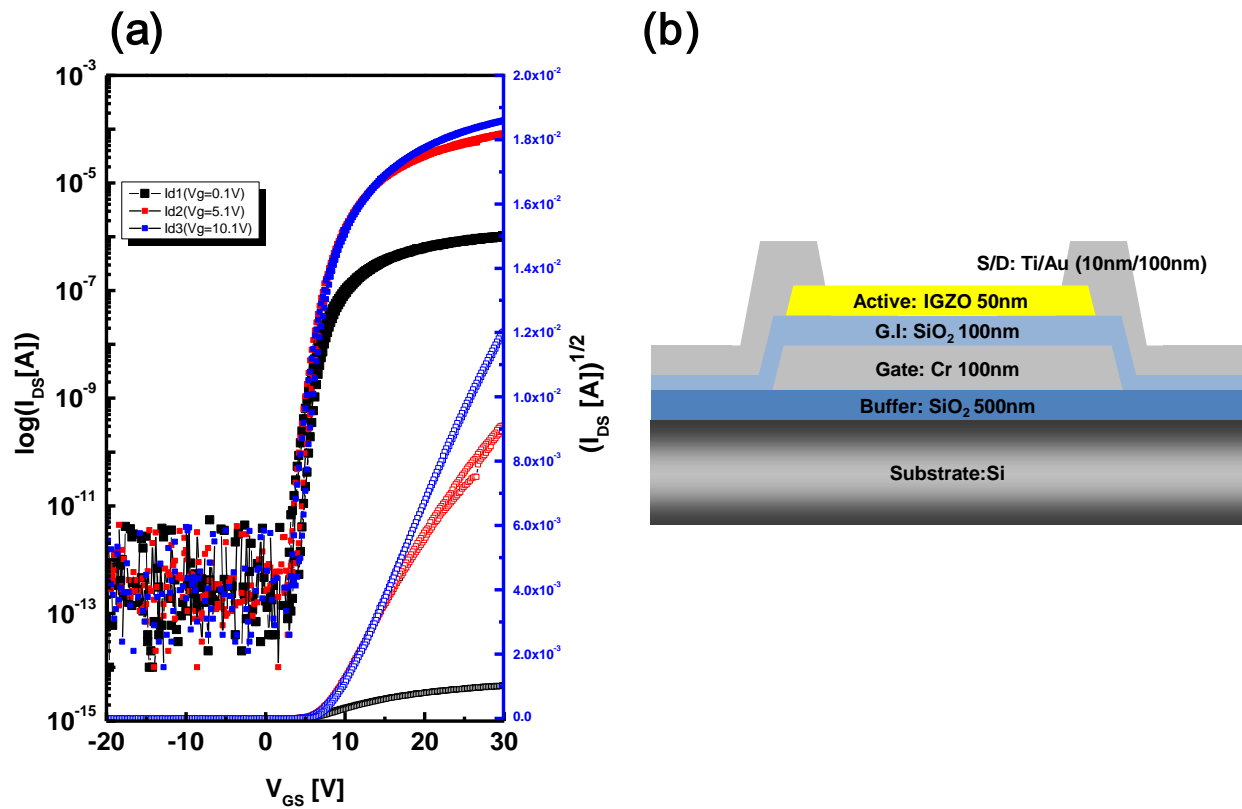 (a)
10⁻³
10⁻⁵
10⁻⁷
10⁻⁹
10⁻¹¹
10⁻¹³
10⁻¹⁵
log(I_DS[A])
Id1(Vg=0.1V)
Id2(Vg=5.1V)
Id3(Vg=10.1V)
2.0x10⁻²
1.8x10⁻²
1.6x10⁻²
1.4x10⁻²
1.2x10⁻²
1.0x10⁻²
8.0x10⁻³
6.0x10⁻³
4.0x10⁻³
2.0x10⁻³
0.0
(I_DS [A])^1/2
-20 -10 0 10 20 30
V_GS [V]
(b)
S/D: Ti/Au (10nm/100nm)
Active: IGZO 50nm
G.I: SiO₂ 100nm
Gate: Cr 100nm
Buffer: SiO₂ 500nm
Substrate:Si